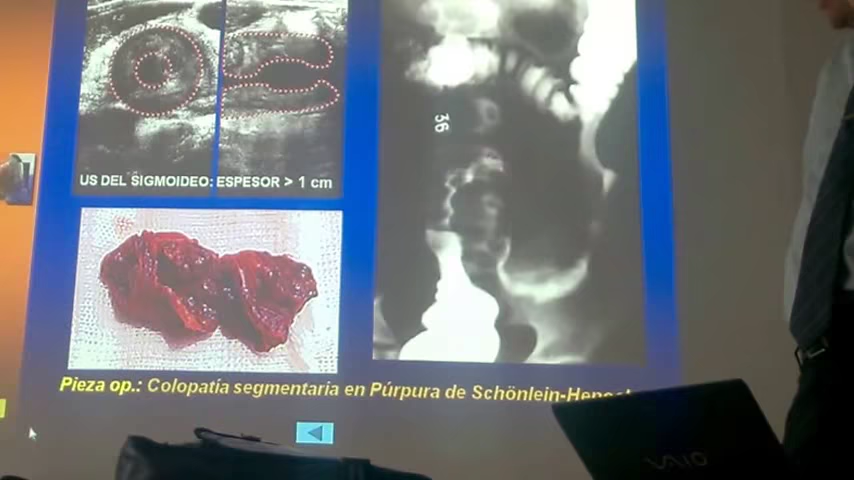 US DEL SIGMOIDEO: ESPESOR > 1 cm
36
Pieza op.: Colopatía segmentaria en Púrpura de Schönlein-
VAIO